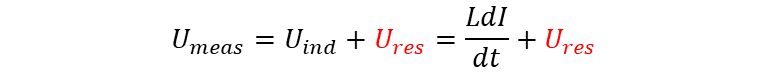 U_meas = U_ind + U_res = LdI/dt + U_res